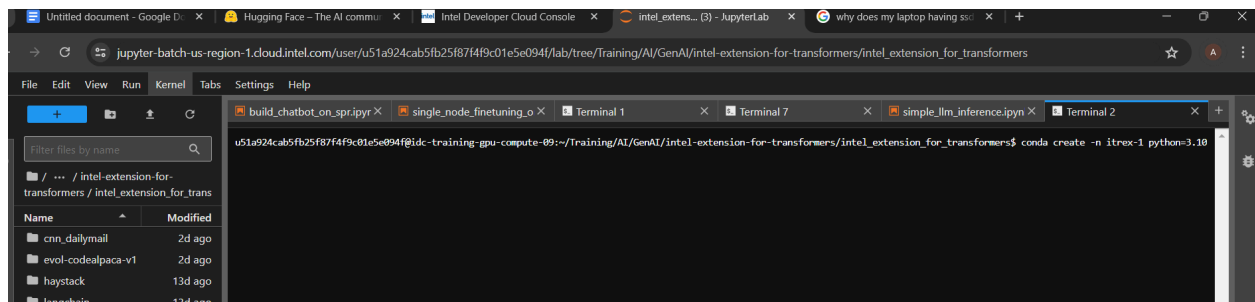 Untitled document - Google Do
Hugging Face – The AI commur
intel Intel Developer Cloud Console
intel_extens... (3) - JupyterLab
why does my laptop having ssd
jupyter-batch-us-region-1.cloud.intel.com/user/u51a924cab5fb25f87f4f9c01e5e094f/lab/tree/Training/AI/GenAI/intel-extension-for-transformers/intel_extension_for_transformers
A
File Edit View Run Kernel Tabs Settings Help
build_chatbot_on_spr.ipyr
single_node_finetuning_o
Terminal 1
Terminal 7
simple_llm_inference.ipyn
Terminal 2
Filter files by name
/ ··· / intel-extension-for-
transformers / intel_extension_for_trans
Name Modified
cnn_dailymail 2d ago
evol-codealpaca-v1 2d ago
haystack 13d ago
langchain 13d ago
u51a924cab5fb25f87f4f9c01e5e094f@idc-training-gpu-compute-09:~/Training/AI/GenAI/intel-extension-for-transformers/intel_extension_for_transformers$ conda create -n itrex-1 python=3.10